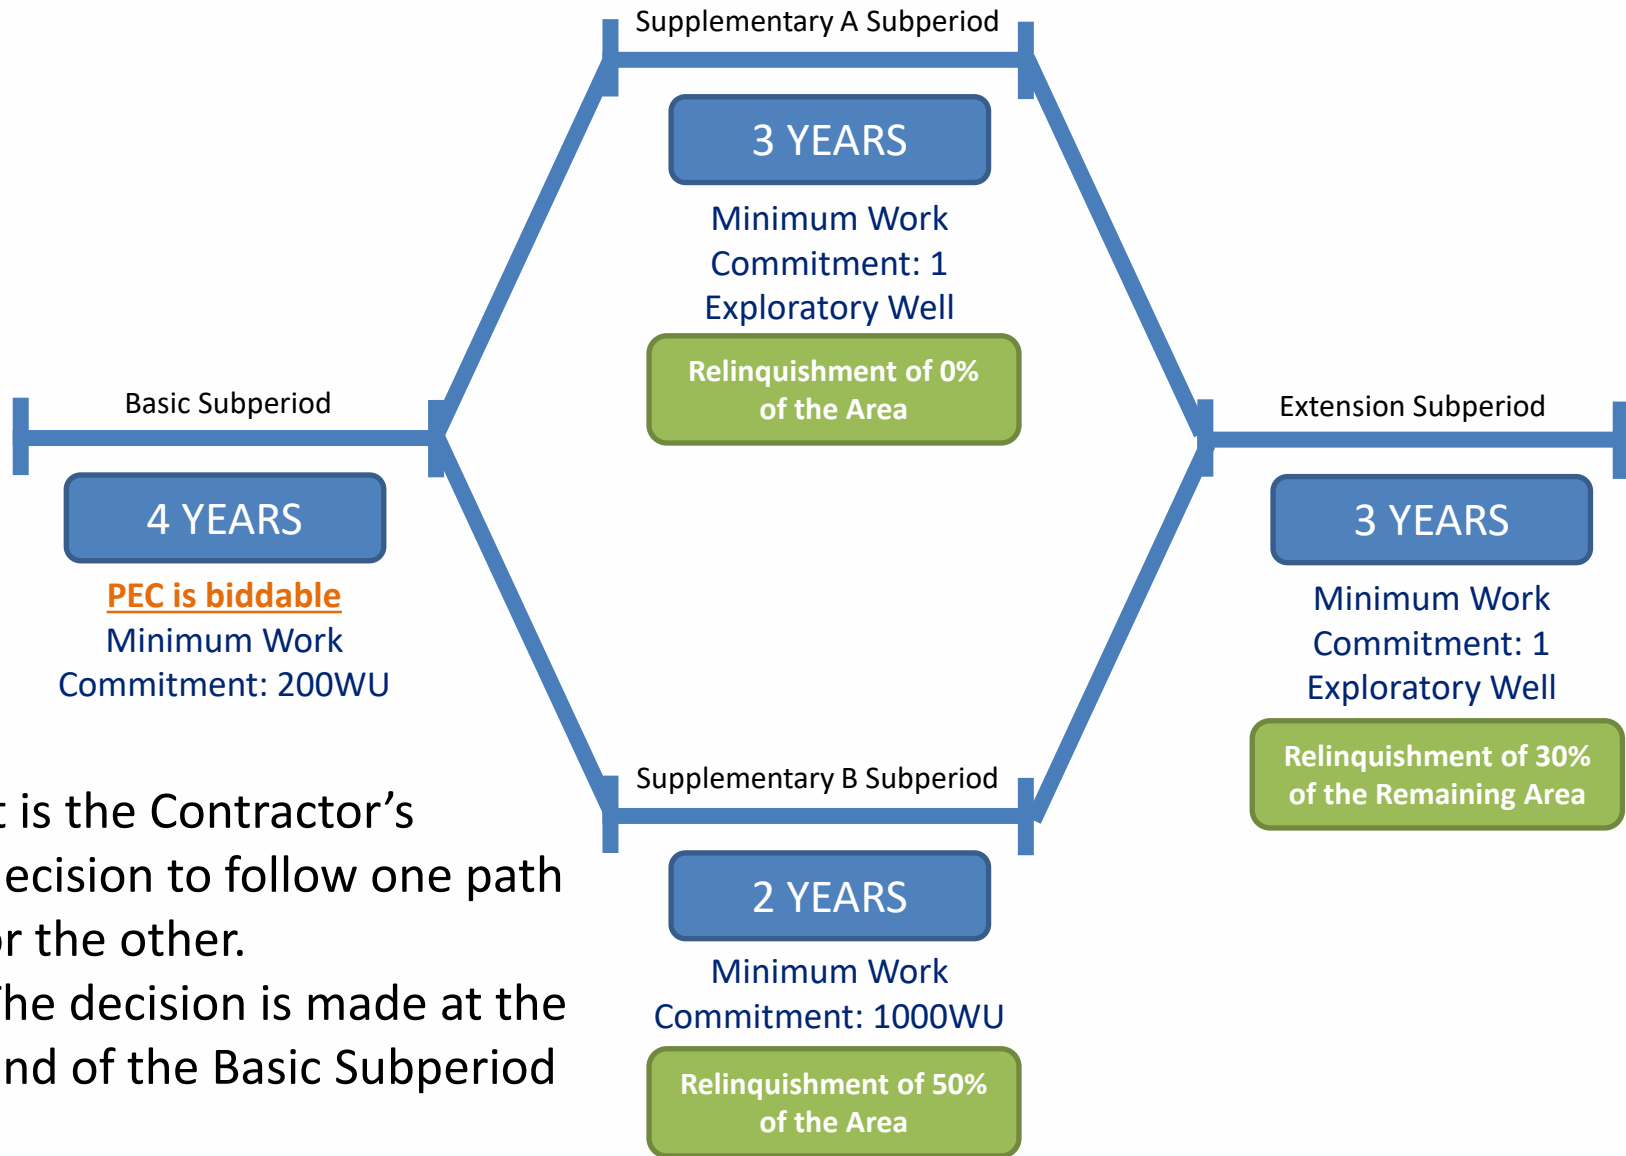 Supplementary A Subperiod
3 YEARS
Minimum Work
Commitment: 1
Exploratory Well
Relinquishment of 0%
of the Area
Basic Subperiod
4 YEARS
PEC is biddable
Minimum Work
Commitment: 200WU
Extension Subperiod
3 YEARS
Minimum Work
Commitment: 1
Exploratory Well
Relinquishment of 30%
of the Remaining Area
Supplementary B Subperiod
2 YEARS
Minimum Work
Commitment: 1000WU
Relinquishment of 50%
of the Area
t is the Contractor's
ecision to follow one path
or the other.
The decision is made at the
nd of the Basic Subperiod